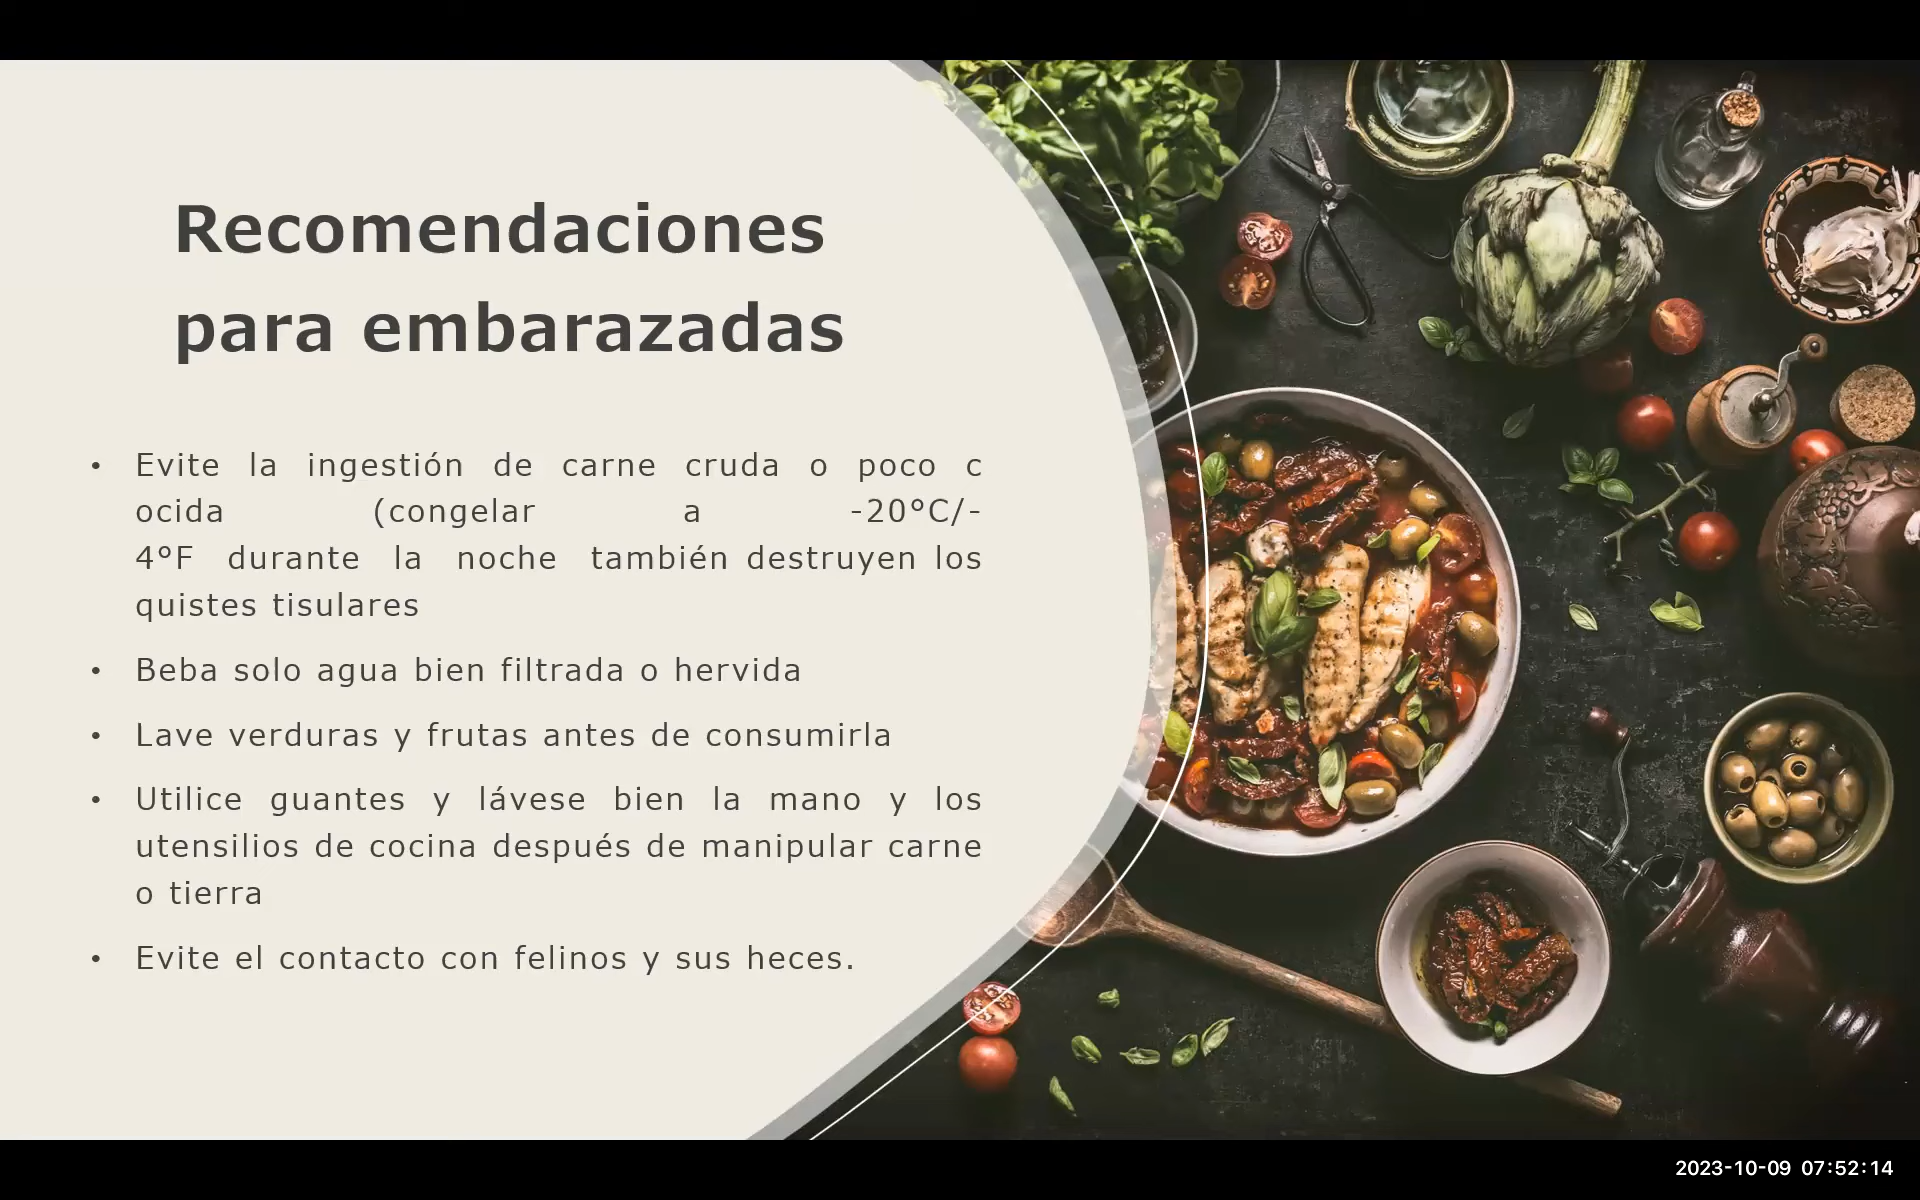 Recomendaciones
para embarazadas
• Evite la ingestión de carne cruda o poco c
ocida (congelar a -20°C/-
4°F durante la noche también destruyen los
quistes tisulares
• Beba solo agua bien filtrada o hervida
• Lave verduras y frutas antes de consumirla
• Utilice guantes y lávese bien la mano y los
utensilios de cocina después de manipular carne
o tierra
• Evite el contacto con felinos y sus heces.
2023-10-09 07:52:14